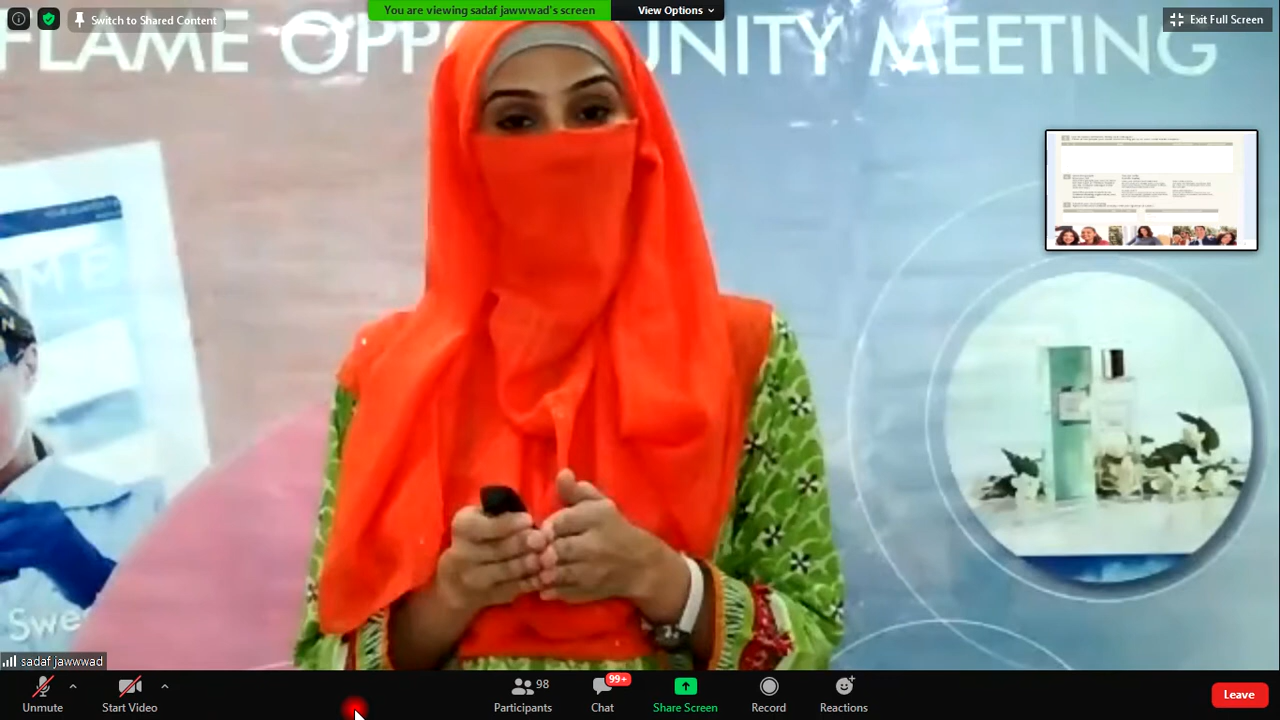 Switch to Shared Content
You are viewing sadaf jawwwad's screen
View Options
Exit Full Screen
FLAME OPP
UNITY MEETING
N
Swe
sadaf jawwwad
Unmute
Start Video
98
Participants
99+
Chat
Share Screen
Record
Reactions
Leave